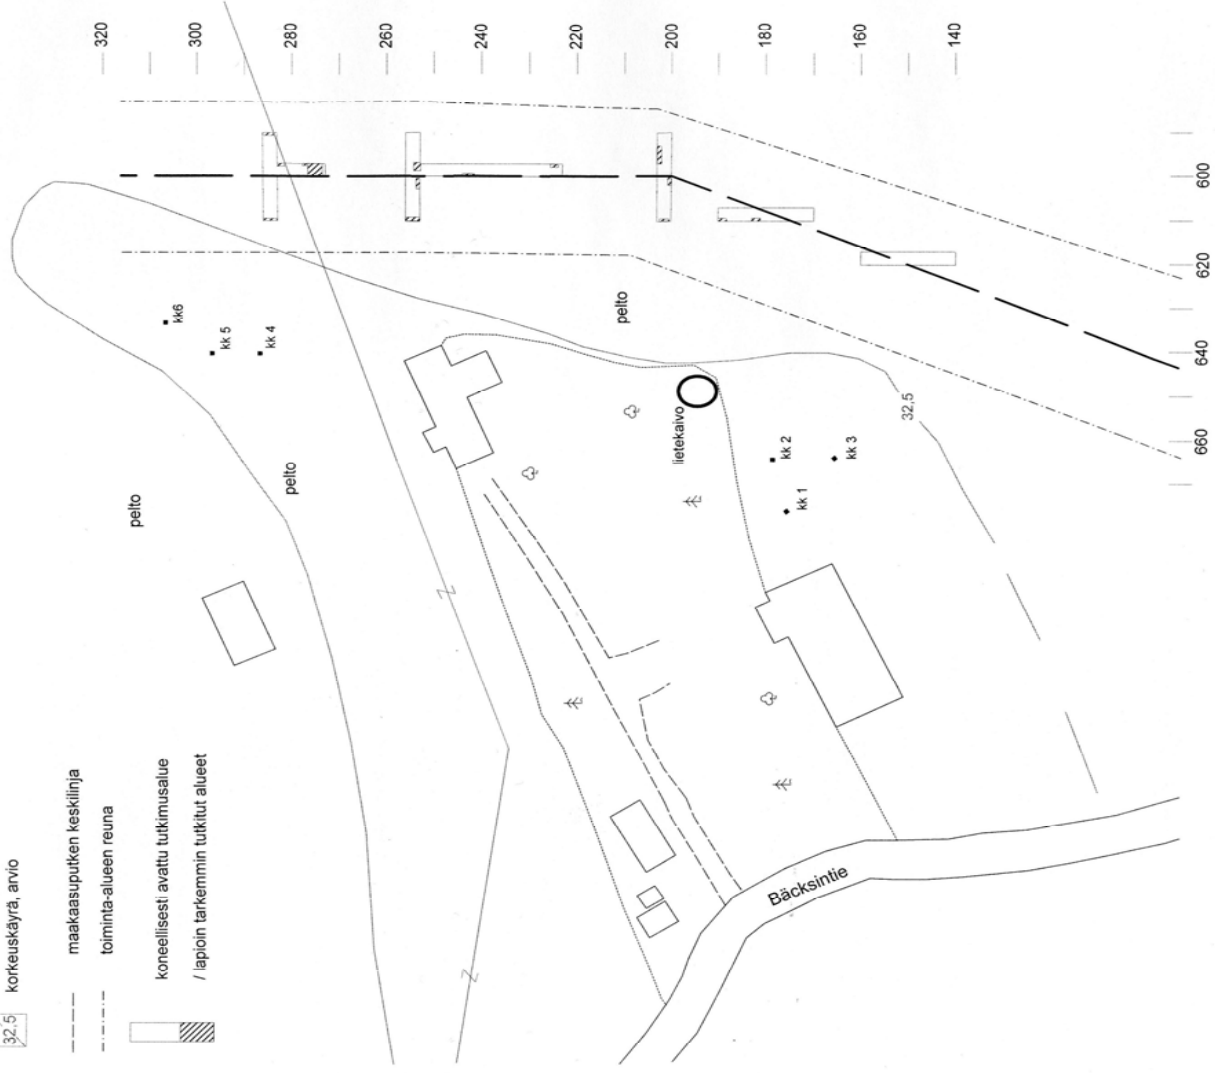 32,5 korkeuskäyrä, arvio
maakaasuputken keskilinja
toiminta-alueen reuna
koneellisesti avattu tutkimusalue
/ lapioin tarkemmin tutkitut alueet
320
300
280
260
240
220
200
180
160
140
600
620
640
660
kk6
kk 5
kk 4
pelto
pelto
pelto
lietekaivo
kk 2
kk 3
kk 1
32,5
Bäcksintie